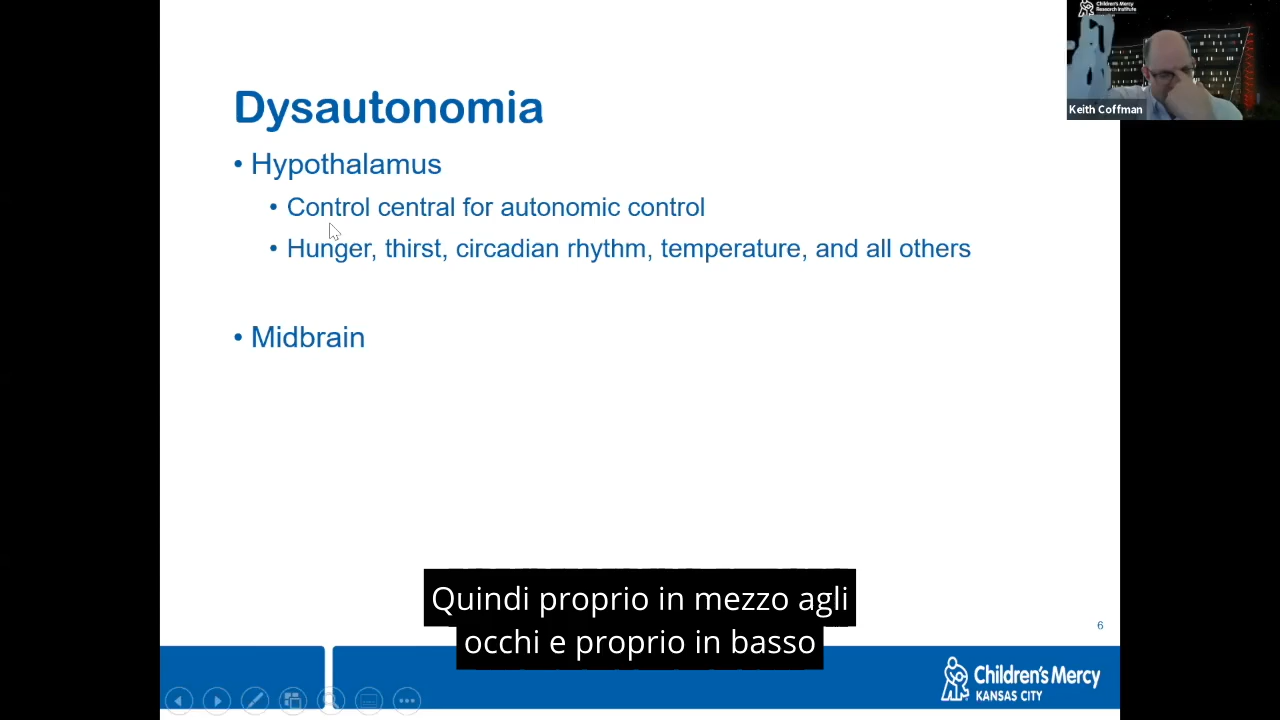 Children's Mercy
Research Institute
Keith Coffman
Dysautonomia
• Hypothalamus
• Control central for autonomic control
• Hunger, thirst, circadian rhythm, temperature, and all others
• Midbrain
Quindi proprio in mezzo agli
occhi e proprio in basso
6
Children's Mercy
KANSAS CITY